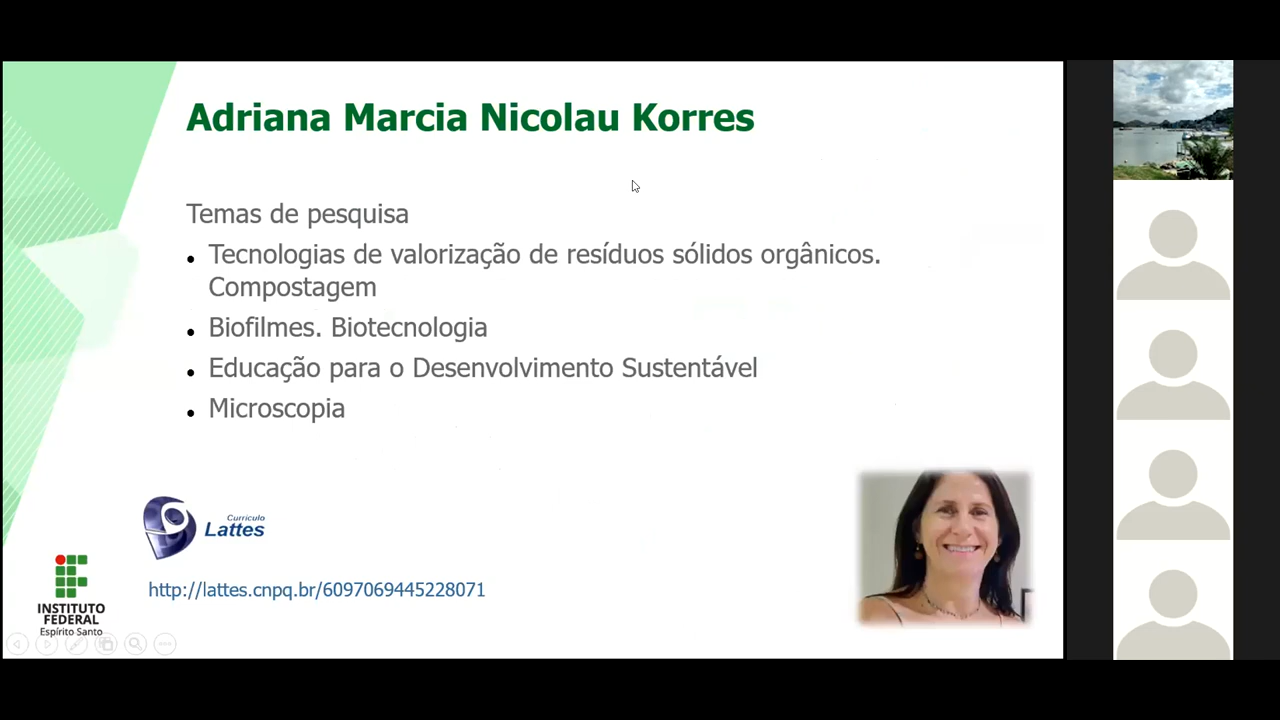 Adriana Marcia Nicolau Korres
Temas de pesquisa
• Tecnologias de valorização de resíduos sólidos orgânicos.
Compostagem
• Biofilmes. Biotecnologia
• Educação para o Desenvolvimento Sustentável
• Microscopia
Currículo
Lattes
http://lattes.cnpq.br/6097069445228071
INSTITUTO
FEDERAL
Espírito Santo